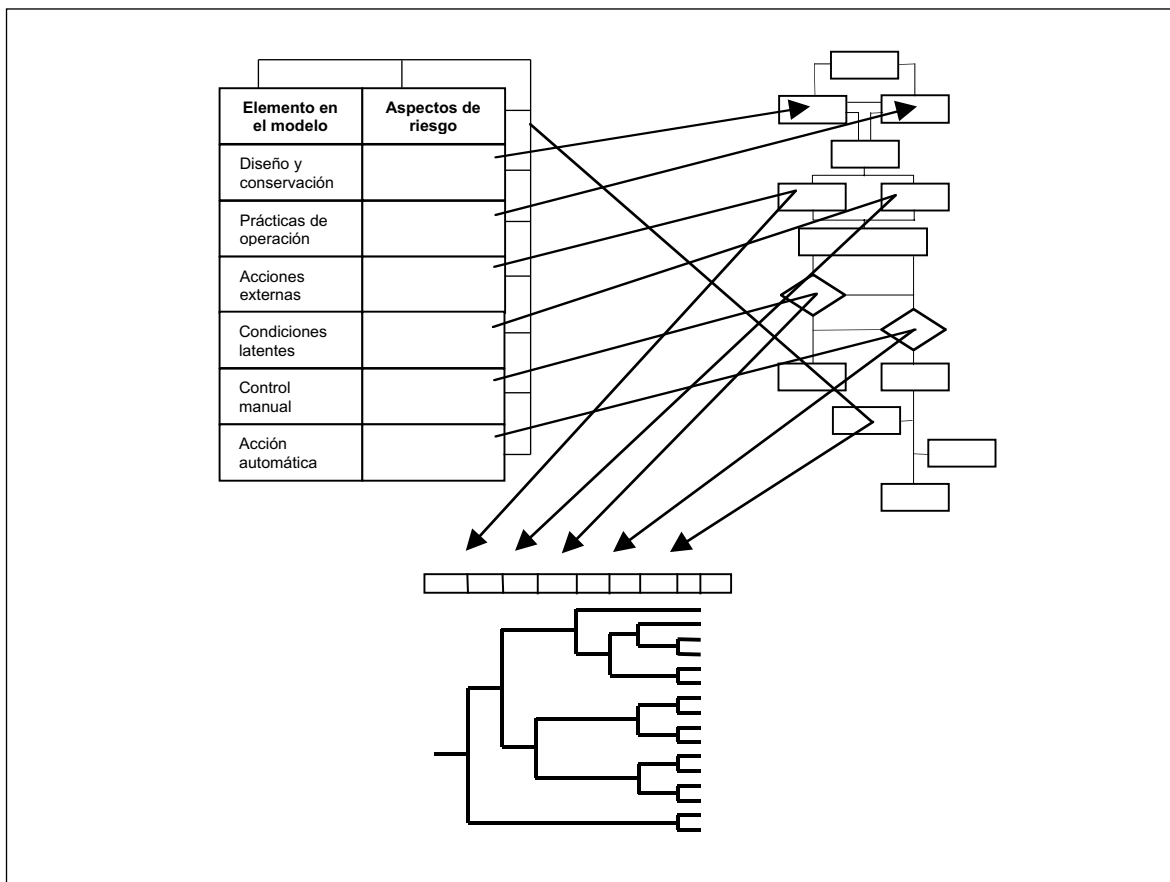 Elemento en
el modelo
Aspectos de
riesgo
Diseño y
conservación
Prácticas de
operación
Acciones
externas
Condiciones
latentes
Control
manual
Acción
automática